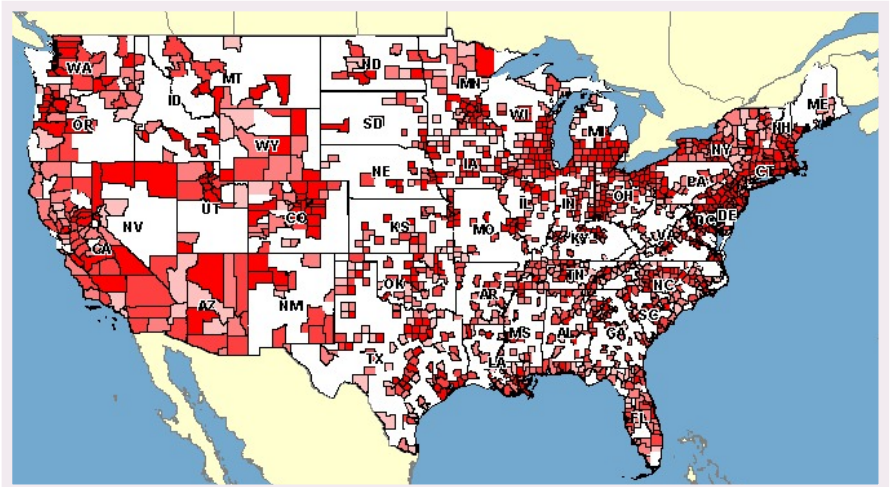 WA
MT
ND
MN
ME
ID
OR
SD
WI
MI
NH
NY
WY
IA
CT
NE
PA
OH
IL
IN
UT
CO
NV
DC
DE
KS
MO
KY
VA
CA
OK
TN
NC
AZ
NM
AR
SC
MS
AL
GA
TX
LA
FL